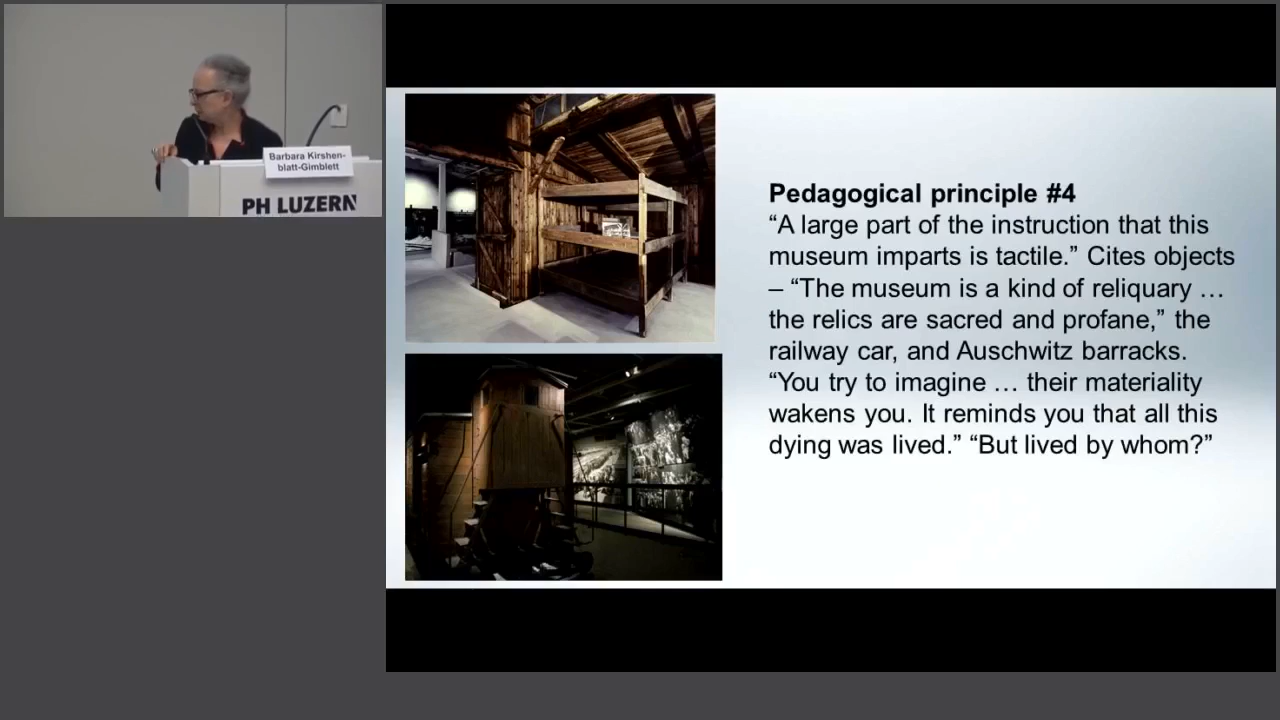 Barbara Kirshen-
blatt-Gimblett
PH LUZERN
Pedagogical principle #4
“A large part of the instruction that this
museum imparts is tactile.” Cites objects
– “The museum is a kind of reliquary …
the relics are sacred and profane,” the
railway car, and Auschwitz barracks.
“You try to imagine … their materiality
wakens you. It reminds you that all this
dying was lived.” “But lived by whom?”